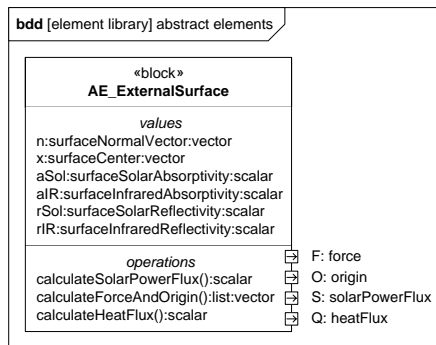 bdd [element library] abstract elements
«block»
AE_ExternalSurface
values
n:surfaceNormalVector:vector
x:surfaceCenter:vector
aSol:surfaceSolarAbsorptivity:scalar
aIR:surfaceInfraredAbsorptivity:scalar
rSol:surfaceSolarReflectivity:scalar
rIR:surfaceInfraredReflectivity:scalar
operations
calculateSolarPowerFlux():scalar
calculateForceAndOrigin():list:vector
calculateHeatFlux():scalar
F: force
O: origin
S: solarPowerFlux
Q: heatFlux